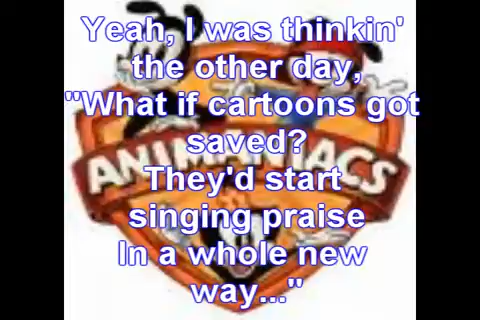 Yeah, I was thinkin'
the other day,
"What if cartoons got
saved?
ANIMANIACS
They'd start
singing praise
In a whole new
way..."